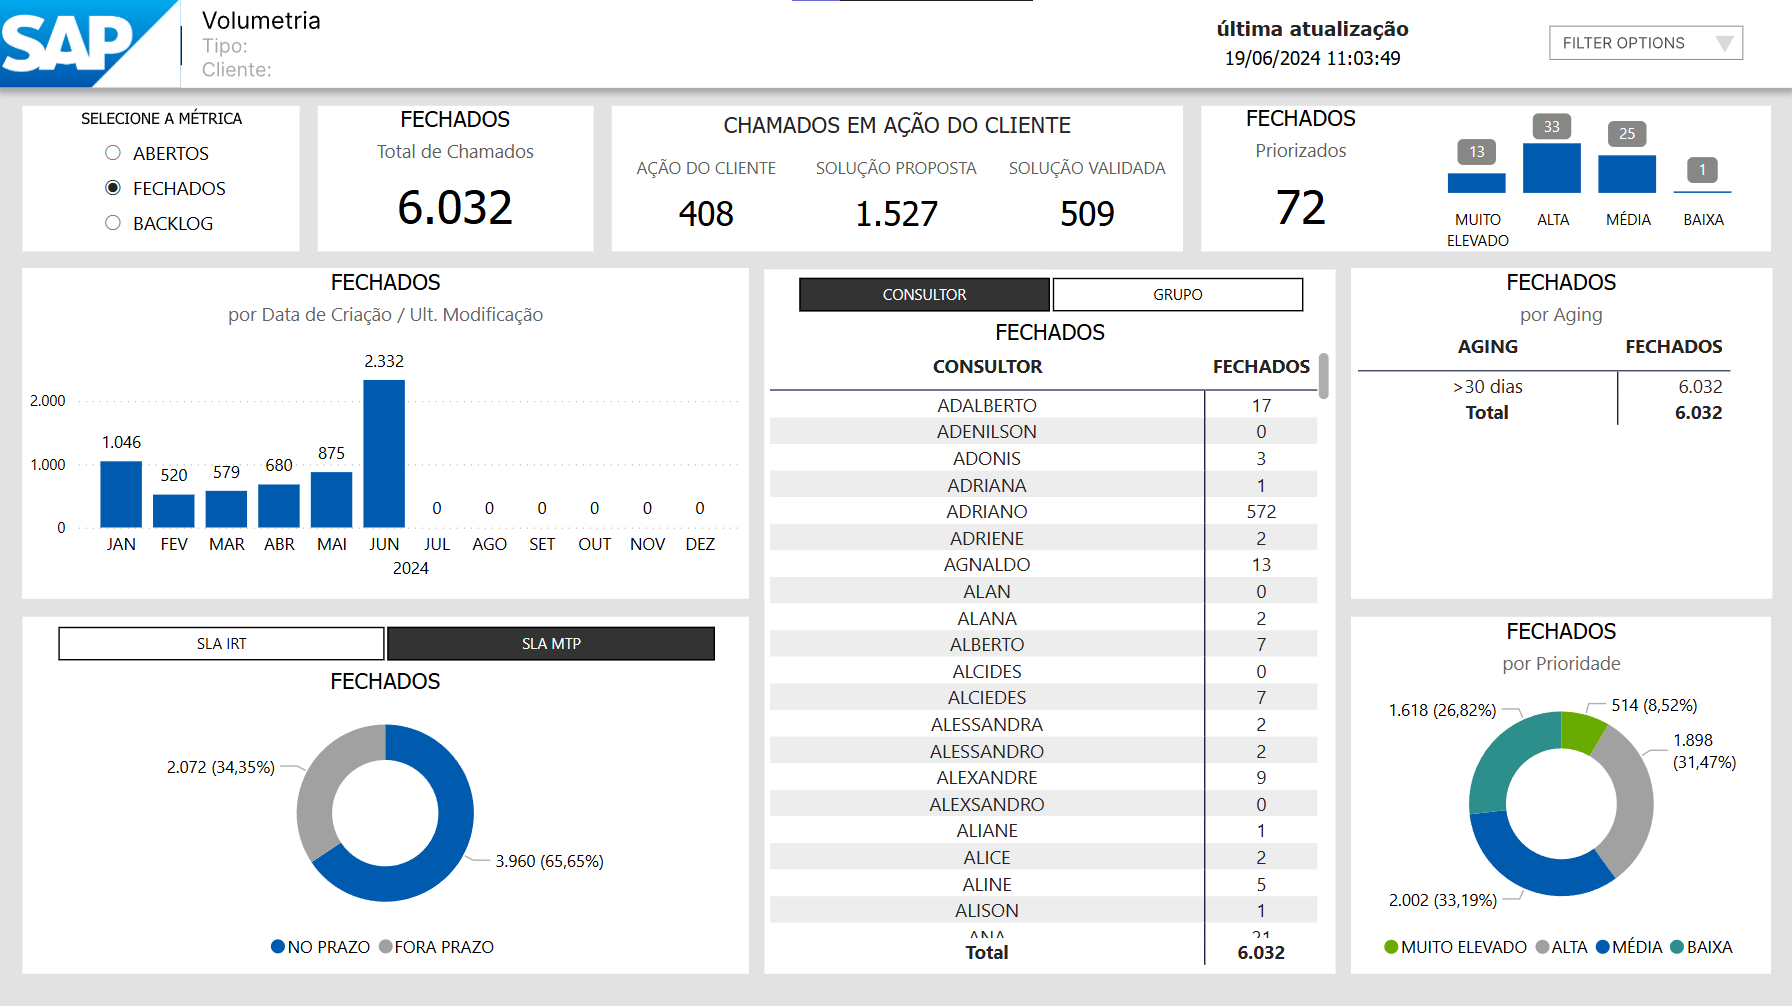 SAP
Volumetria
Tipo:
Cliente:
última atualização
19/06/2024 11:03:49
FILTER OPTIONS
SELECIONE A MÉTRICA
ABERTOS
FECHADOS
BACKLOG
FECHADOS
Total de Chamados
6.032
CHAMADOS EM AÇÃO DO CLIENTE
AÇÃO DO CLIENTE SOLUÇÃO PROPOSTA SOLUÇÃO VALIDADA
408 1.527 509
FECHADOS
Priorizados
72
13 33 25 1
MUITO ELEVADO ALTA MÉDIA BAIXA
FECHADOS
por Data de Criação / Ult. Modificação
2.000
1.000
0
1.046 520 579 680 875 2.332 0 0 0 0 0 0
JAN FEV MAR ABR MAI JUN JUL AGO SET OUT NOV DEZ
2024
SLA IRT SLA MTP
FECHADOS
2.072 (34,35%)
3.960 (65,65%)
NO PRAZO FORA PRAZO
CONSULTOR GRUPO
FECHADOS
CONSULTOR FECHADOS
ADALBERTO 17
ADENILSON 0
ADONIS 3
ADRIANA 1
ADRIANO 572
ADRIENE 2
AGNALDO 13
ALAN 0
ALANA 2
ALBERTO 7
ALCIDES 0
ALCIEDES 7
ALESSANDRA 2
ALESSANDRO 2
ALEXANDRE 9
ALEXSANDRO 0
ALIANE 1
ALICE 2
ALINE 5
ALISON 1
ANA 21
Total 6.032
FECHADOS
por Aging
AGING FECHADOS
>30 dias 6.032
Total 6.032
FECHADOS
por Prioridade
1.618 (26,82%)
514 (8,52%)
1.898
(31,47%)
2.002 (33,19%)
MUITO ELEVADO ALTA MÉDIA BAIXA